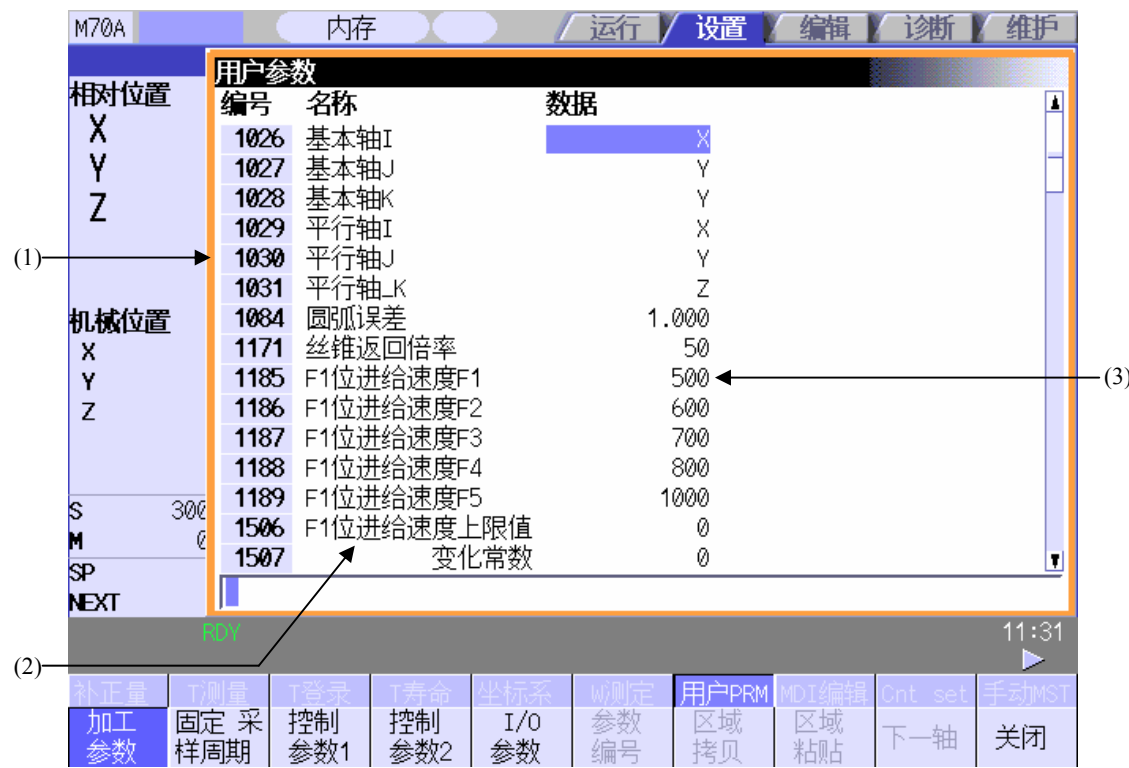 M70A 内存 运行 设置 编辑 诊断 维护
用户参数
相对位置
X
Y
Z
机械位置
X
Y
Z
S 300
M 0
SP
NEXT
编号 名称 数据
1026 基本轴I X
1027 基本轴J Y
1028 基本轴K Y
1029 平行轴I X
1030 平行轴J Y
1031 平行轴_K Z
1084 圆弧误差 1.000
1171 丝锥返回倍率 50
1185 F1位进给速度F1 500
1186 F1位进给速度F2 600
1187 F1位进给速度F3 700
1188 F1位进给速度F4 800
1189 F1位进给速度F5 1000
1506 F1位进给速度上限值 0
1507 变化常数 0
(1)
(2)
(3)
RDY 11:31
补正量 T测量 T登录 T寿命 坐标系 W测定 用户PRM MDI编辑 Cnt set 手动MST
加工 固定 采 控制 控制 I/O 参数 区域 区域 下一轴 关闭
参数 样周期 参数1 参数2 参数 编号 拷贝 粘贴